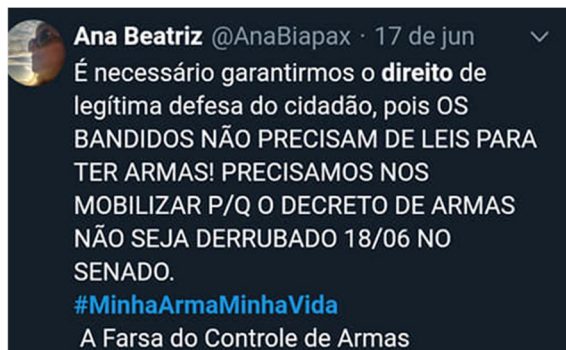 Ana Beatriz @AnaBiapax · 17 de jun
É necessário garantirmos o direito de
legítima defesa do cidadão, pois OS
BANDIDOS NÃO PRECISAM DE LEIS PARA
TER ARMAS! PRECISAMOS NOS
MOBILIZAR P/Q O DECRETO DE ARMAS
NÃO SEJA DERRUBADO 18/06 NO
SENADO.
#MinhaArmaMinhaVida
A Farsa do Controle de Armas